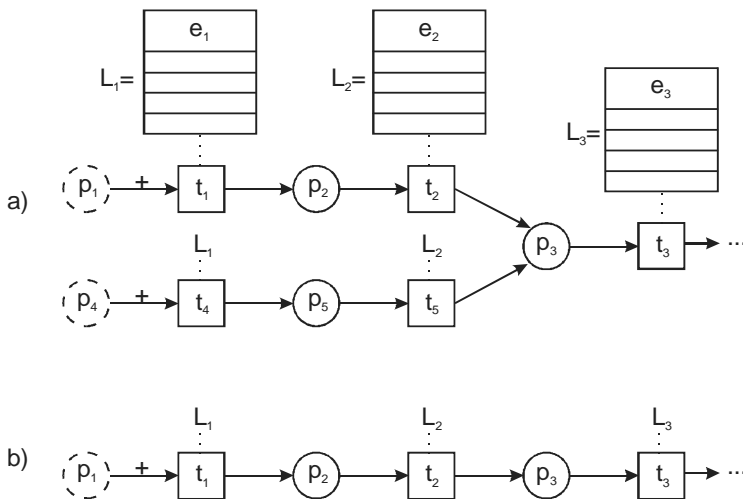 e₁
e₂
L₁=
L₂=
e₃
L₃=
a)
p₁ + t₁ p₂ t₂
p₃ t₃ ...
L₁ L₂
p₄ + t₄ p₅ t₅
L₁ L₂ L₃
b)
p₁ + t₁ p₂ t₂ p₃ t₃ ...